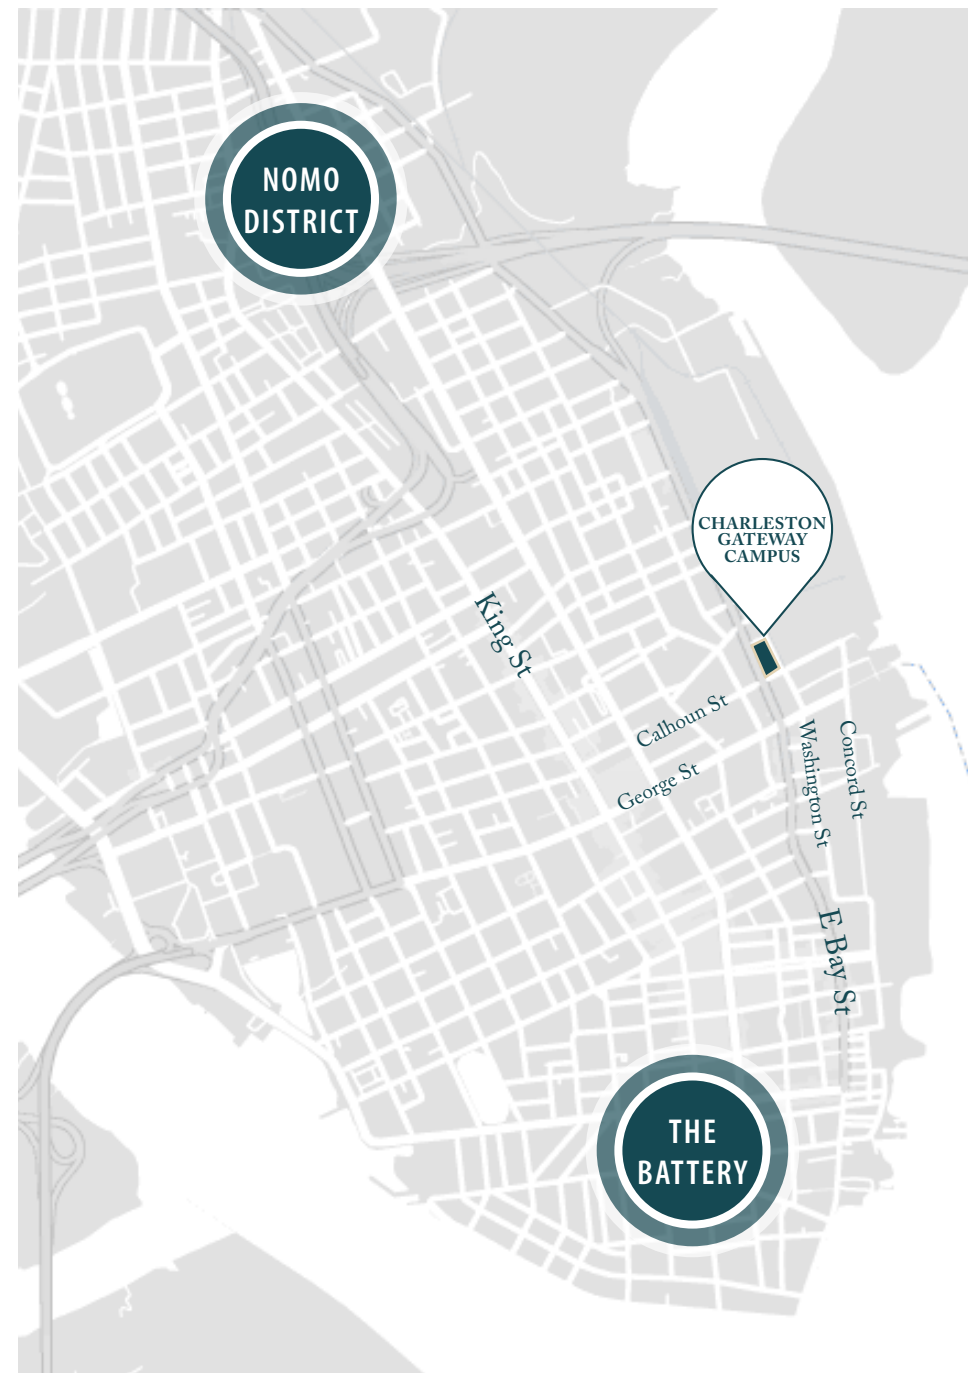 NOMO
DISTRICT
CHARLESTON
GATEWAY
CAMPUS
King St
Calhoun St
George St
Washington St
Concord St
E Bay St
THE
BATTERY